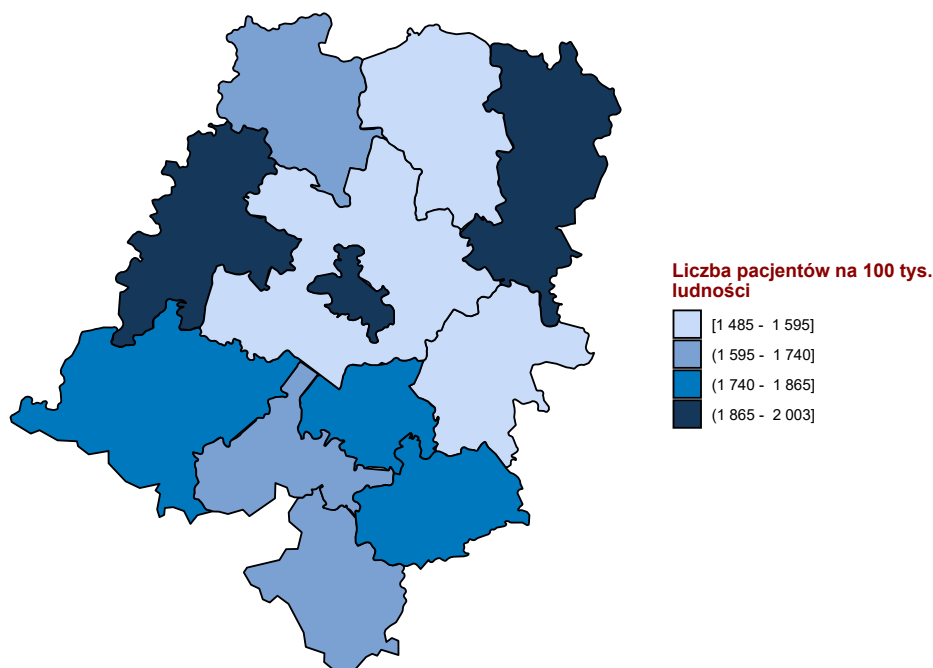 Liczba pacjentów na 100 tys.
ludności
[1 485 - 1 595]
(1 595 - 1 740]
(1 740 - 1 865]
(1 865 - 2 003]